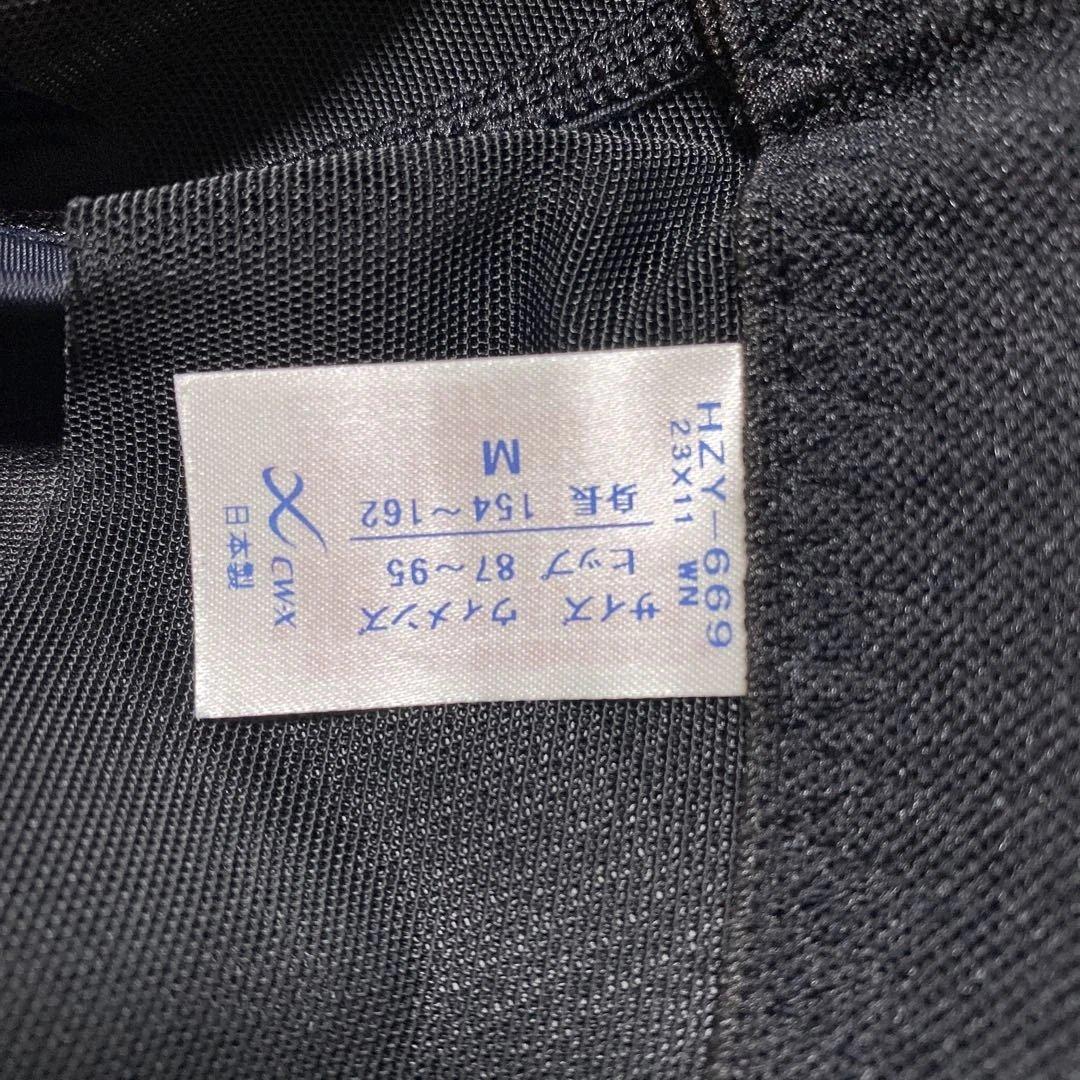 HZY-669
23X11 WN
サイズ ウィメンズ
ヒップ 87～95
身長 154～162
M
CW-X
日本製